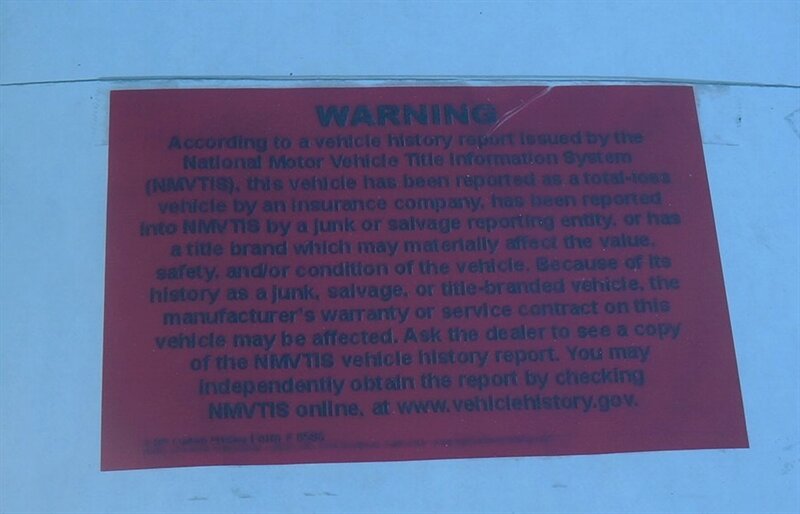 WARNING
According to a vehicle history report issued by the
National Motor Vehicle Title Information System
(NMVTIS), this vehicle has been reported as a total-loss
vehicle by an insurance company, has been reported
into NMVTIS by a junk or salvage reporting entity, or has
a title brand which may materially affect the value,
safety, and/or condition of the vehicle. Because of its
history as a junk, salvage, or title-branded vehicle, the
manufacturer's warranty or service contract on this
vehicle may be affected. Ask the dealer to see a copy
of the NMVTIS vehicle history report. You may
independently obtain the report by checking
NMVTIS online, at www.vehiclehistory.gov.